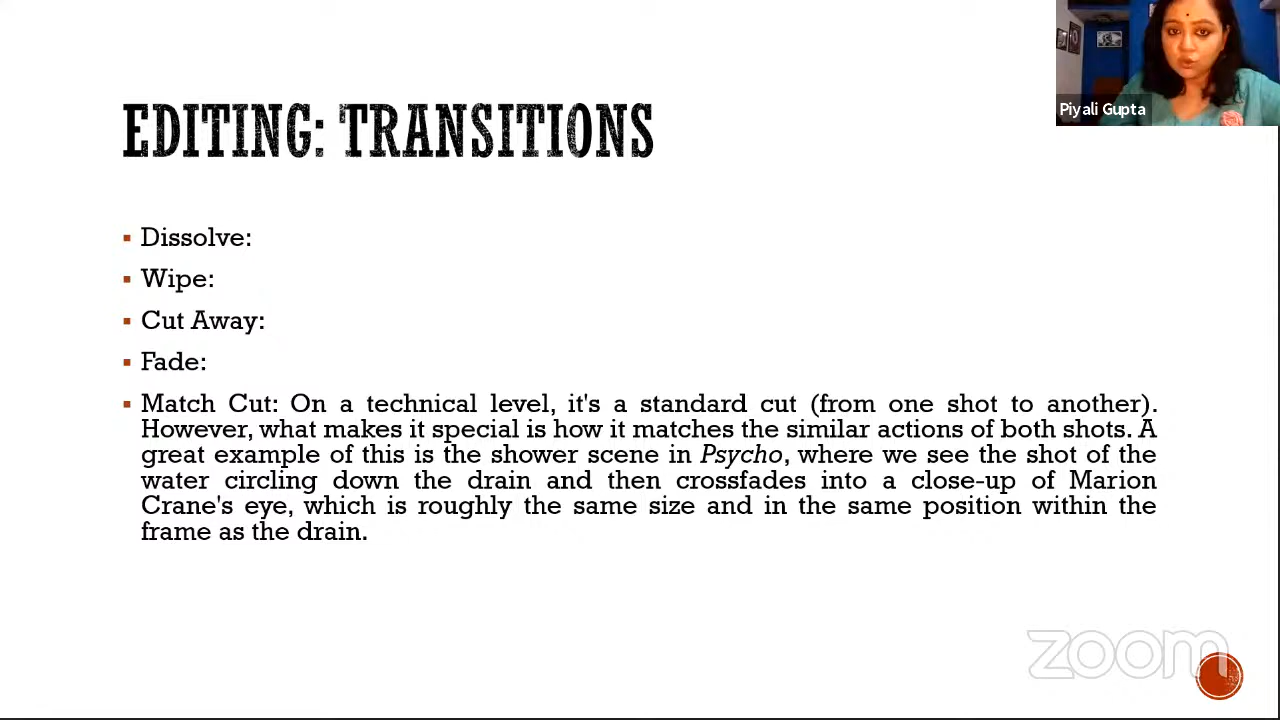 Piyali Gupta
EDITING: TRANSITIONS
▪ Dissolve:
▪ Wipe:
▪ Cut Away:
▪ Fade:
▪ Match Cut: On a technical level, it's a standard cut (from one shot to another).
However, what makes it special is how it matches the similar actions of both shots. A
great example of this is the shower scene in Psycho, where we see the shot of the
water circling down the drain and then crossfades into a close-up of Marion
Crane's eye, which is roughly the same size and in the same position within the
frame as the drain.
zoom